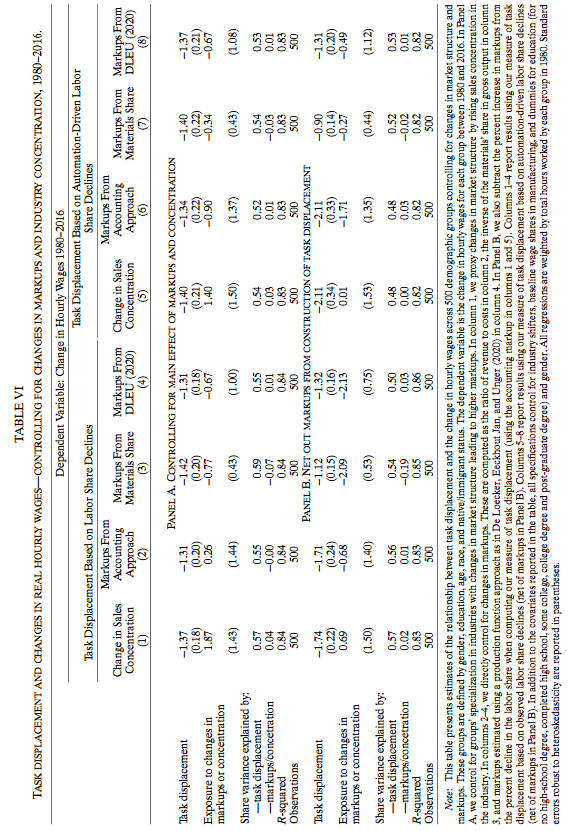 TABLE VI
TASK DISPLACEMENT AND CHANGES IN REAL HOURLY WAGES—CONTROLLING FOR CHANGES IN MARKUPS AND INDUSTRY CONCENTRATION, 1980–2016.
Dependent Variable: Change in Hourly Wages 1980–2016
Task Displacement Based on Labor Share Declines Task Displacement Based on Automation-Driven Labor Share Declines
Change in Sales Concentration (1) Markups From Accounting Approach (2) Markups From Materials Share (3) Markups From DLEU (2020) (4) Change in Sales Concentration (5) Markups From Accounting Approach (6) Markups From Materials Share (7) Markups From DLEU (2020) (8)
PANEL A. CONTROLLING FOR MAIN EFFECT OF MARKUPS AND CONCENTRATION
Task displacement −1.37 −1.31 −1.42 −1.31 −1.40 −1.34 −1.40 −1.37
(0.18) (0.20) (0.20) (0.18) (0.21) (0.22) (0.22) (0.21)
Exposure to changes in 1.87 0.26 −0.77 −0.67 1.40 −0.90 −0.34 −0.67
markups or concentration
(1.43) (1.44) (0.43) (1.00) (1.50) (1.37) (0.43) (1.08)
Share variance explained by:
—task displacement 0.57 0.55 0.59 0.55 0.54 0.52 0.54 0.53
—markups/concetration 0.04 −0.00 −0.07 0.01 0.03 0.01 −0.03 0.01
R-squared 0.84 0.84 0.84 0.84 0.83 0.83 0.83 0.83
Observations 500 500 500 500 500 500 500 500
PANEL B. NET OUT MARKUPS FROM CONSTRUCTION OF TASK DISPLACEMENT
Task displacement −1.74 −1.71 −1.12 −1.32 −2.11 −2.11 −0.90 −1.31
(0.22) (0.24) (0.15) (0.16) (0.34) (0.33) (0.14) (0.20)
Exposure to changes in 0.69 −0.68 −2.09 −2.13 0.01 −1.71 −0.27 −0.49
markups or concentration
(1.50) (1.40) (0.53) (0.75) (1.53) (1.35) (0.44) (1.12)
Share variance explained by:
—task displacement 0.57 0.56 0.54 0.50 0.48 0.48 0.52 0.53
—markups/concetration 0.02 0.01 −0.19 0.03 0.00 0.03 −0.02 0.01
R-squared 0.83 0.83 0.85 0.86 0.82 0.82 0.82 0.82
Observations 500 500 500 500 500 500 500 500
Note: This table presents estimates of the relationship between task displacement and the change in hourly wages across 500 demographic groups controlling for changes in market structure and
markups. These groups are defined by gender, education, age, race, and native/immigrant status. The dependent variable is the change in hourly wages for each group between 1980 and 2016. In Panel
A, we control for groups' specialization in industries with changes in market structure leading to higher markups. In column 1, we proxy changes in market structure by rising sales concentration in
the industry. In columns 2–4, we directly control for changes in markups. These are computed as the ratio of revenue to costs in column 2, the inverse of the materials' share in gross output in column
3, and markups estimated using a production function approach as in De Loecker, Eeckhout Jan, and Unger (2020) in column 4. In Panel B, we also subtract the percent increase in markups from
the percent decline in the labor share when computing our measure of task displacement (using the accounting markup in columns 1 and 5). Columns 1–4 report results using our measure of task
displacement based on observed labor share declines (net of markups in Panel B). Columns 5–8 report results using our measure of task displacement based on automation-driven labor share declines
(net of markups in Panel B). In addition to the covariates reported in the table, all specifications control for industry shifters, baseline wage shares in manufacturing, and dummies for education (for
no high-school degree, completed high school, some college, college degree and post-graduate degree) and gender. All regressions are weighted by total hours worked by each group in 1980. Standard
errors robust to heteroskedasticity are reported in parentheses.